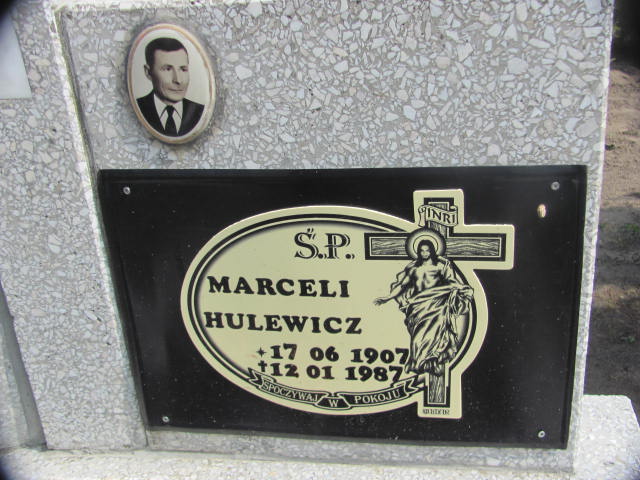 INRI
Ś.P.
MARCELI
HULEWICZ
17 06 1907
†12 01 1987
SPOCZYWAJ W POKOJU